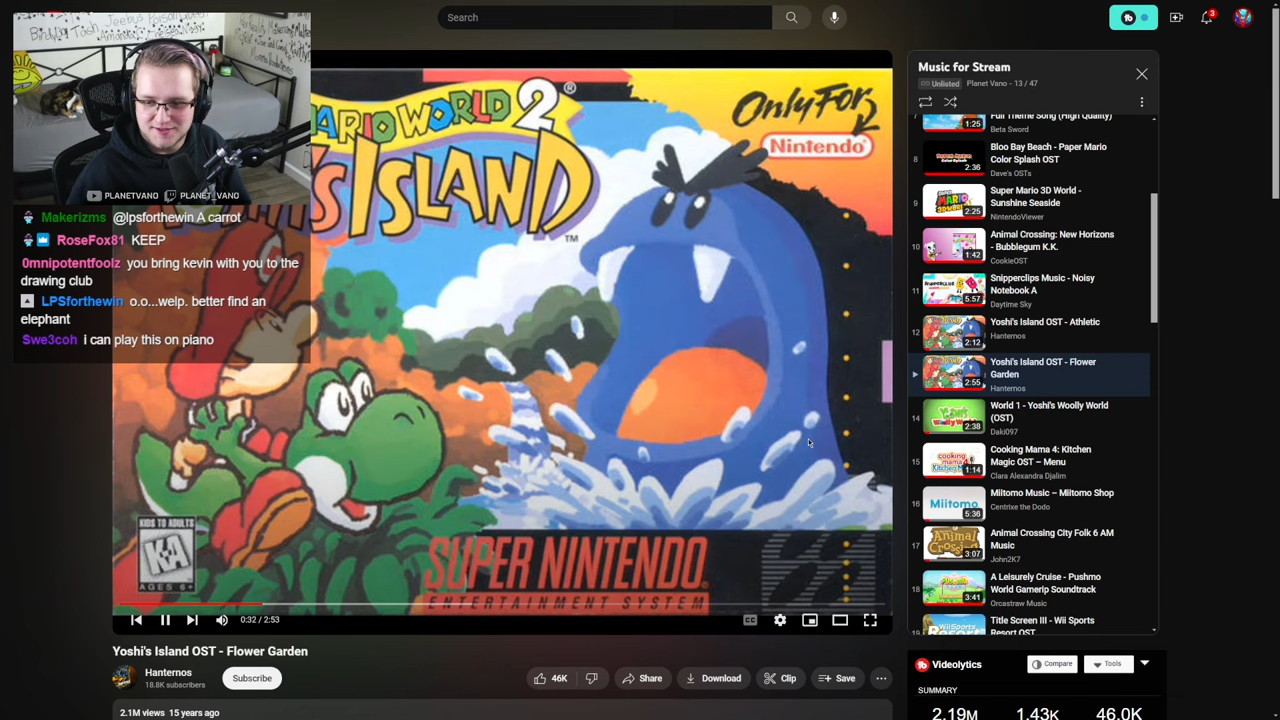 Search
3
PLANETVANO PLANET_VANO
Makerizms @lpsforthewin A carrot
RoseFox81 KEEP
0mnipotentfoolz you bring kevin with you to the
drawing club
LPSforthewin o.o...welp. better find an
elephant
Swe3coh i can play this on piano
ARIO WORLD 2®
'S ISLAND
TM
Only For
Nintendo®
KIDS TO ADULTS
KA
AGES 6+
SUPER NINTENDO.
ENTERTAINMENT SYSTEM
0:32 / 2:53
Yoshi's Island OST - Flower Garden
Hanternos
18.8K subscribers
Subscribe
46K
Share
Download
Clip
Save
2.1M views 15 years ago
Music for Stream
Unlisted Planet Vano - 13 / 47
7
Full Theme Song (High Quality)
1:25
Beta Sword
8
2:36
Bloo Bay Beach - Paper Mario
Color Splash OST
Dave's OSTs
9
2:25
Super Mario 3D World -
Sunshine Seaside
NintendoViewer
10
1:42
Animal Crossing: New Horizons
- Bubblegum K.K.
CookieOST
11
5:57
Snipperclips Music - Noisy
Notebook A
Daytime Sky
12
2:12
Yoshi's Island OST - Athletic
Hanternos
2:55
Yoshi's Island OST - Flower
Garden
Hanternos
14
2:38
World 1 - Yoshi's Woolly World
(OST)
Daki097
15
1:14
Cooking Mama 4: Kitchen
Magic OST – Menu
Clara Alexandra Djalim
16
Miitomo
5:36
Miitomo Music – Miitomo Shop
Centrixe the Dodo
17
3:07
Animal Crossing City Folk 6 AM
Music
John2K7
18
3:41
A Leisurely Cruise - Pushmo
World Gamerip Soundtrack
Orcastraw Music
19
Title Screen III - Wii Sports
Resort OST
Videolytics
Compare
Tools
SUMMARY
2.19M 1.43K 46.0K